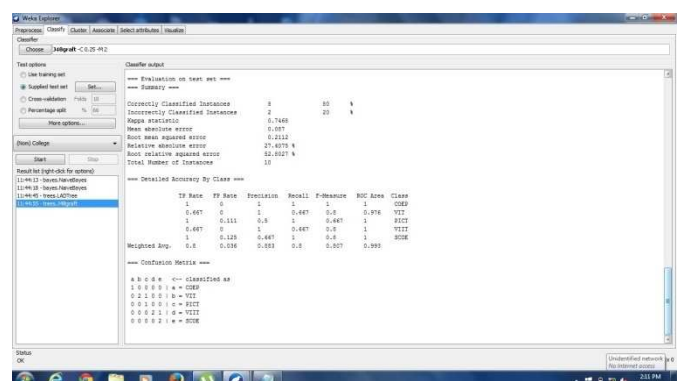 Weka Explorer
Preprocess Classify Cluster Associate Select attributes Visualize
Classifier
Choose J48graft -C 0.25 -M 2
Test options
Use training set
Supplied test set Set...
Cross-validation Folds 10
Percentage split % 66
More options...
(Nom) College
Start Stop
Result list (right-click for options)
11:44:13 - bayes.NaiveBayes
11:44:18 - bayes.NaiveBayes
11:44:45 - trees.LADTree
trees.J48graft
Classifier output
=== Evaluation on test set ===
=== Summary ===
Correctly Classified Instances 8 80 %
Incorrectly Classified Instances 2 20 %
Kappa statistic 0.7468
Mean absolute error 0.087
Root mean squared error 0.2112
Relative absolute error 27.6075 %
Root relative squared error 52.8027 %
Total Number of Instances 10
=== Detailed Accuracy By Class ===
TP Rate FP Rate Precision Recall F-Measure ROC Area Class
1 0 1 1 1 1 COEP
0.667 0 1 0.667 0.8 0.976 VIT
1 0.111 0.5 1 0.667 1 PICT
0.667 0 1 0.667 0.8 1 VIIT
1 0.125 0.667 1 0.8 1 SCOE
Weighted Avg. 0.8 0.036 0.883 0.8 0.807 0.993
=== Confusion Matrix ===
a b c d e <-- classified as
1 0 0 0 0 | a = COEP
0 2 1 0 0 | b = VIT
0 0 1 0 0 | c = PICT
0 0 0 2 1 | d = VIIT
0 0 0 0 2 | e = SCOE
Status
OK
Unidentified network
No Internet access
x 0
2:11 PM